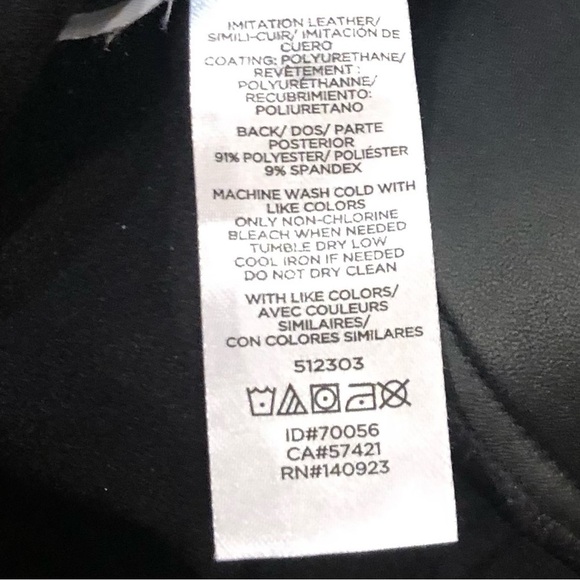 IMITATION LEATHER/
SIMILI-CUIR/ IMITACIÓN DE
CUERO
COATING: POLYURETHANE/
REVÊTEMENT :
POLYURÉTHANNE/
RECUBRIMIENTO:
POLIURETANO
BACK/ DOS/ PARTE
POSTERIOR
91% POLYESTER/ POLIÉSTER
9% SPANDEX
MACHINE WASH COLD WITH
LIKE COLORS
ONLY NON-CHLORINE
BLEACH WHEN NEEDED
TUMBLE DRY LOW
COOL IRON IF NEEDED
DO NOT DRY CLEAN
WITH LIKE COLORS/
AVEC COULEURS
SIMILAIRES/
CON COLORES SIMILARES
512303
ID#70056
CA#57421
RN#140923